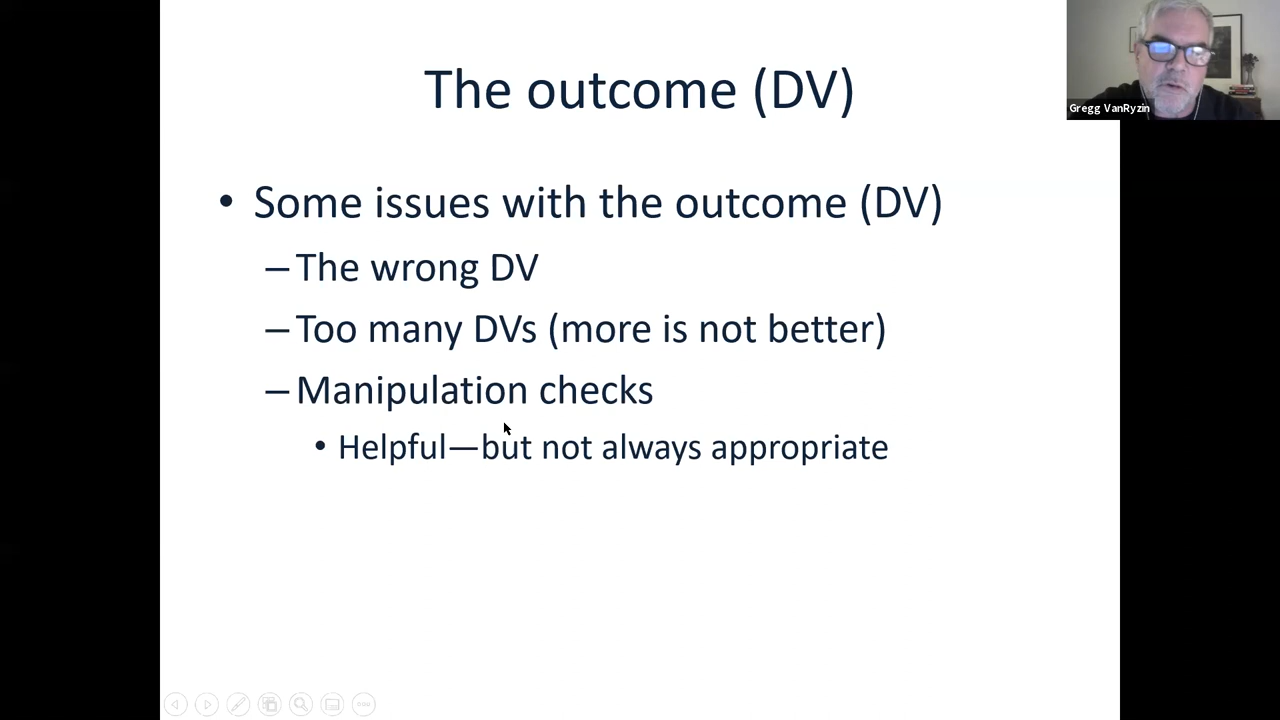 The outcome (DV)
Gregg VanRyzin
• Some issues with the outcome (DV)
– The wrong DV
– Too many DVs (more is not better)
– Manipulation checks
• Helpful—but not always appropriate